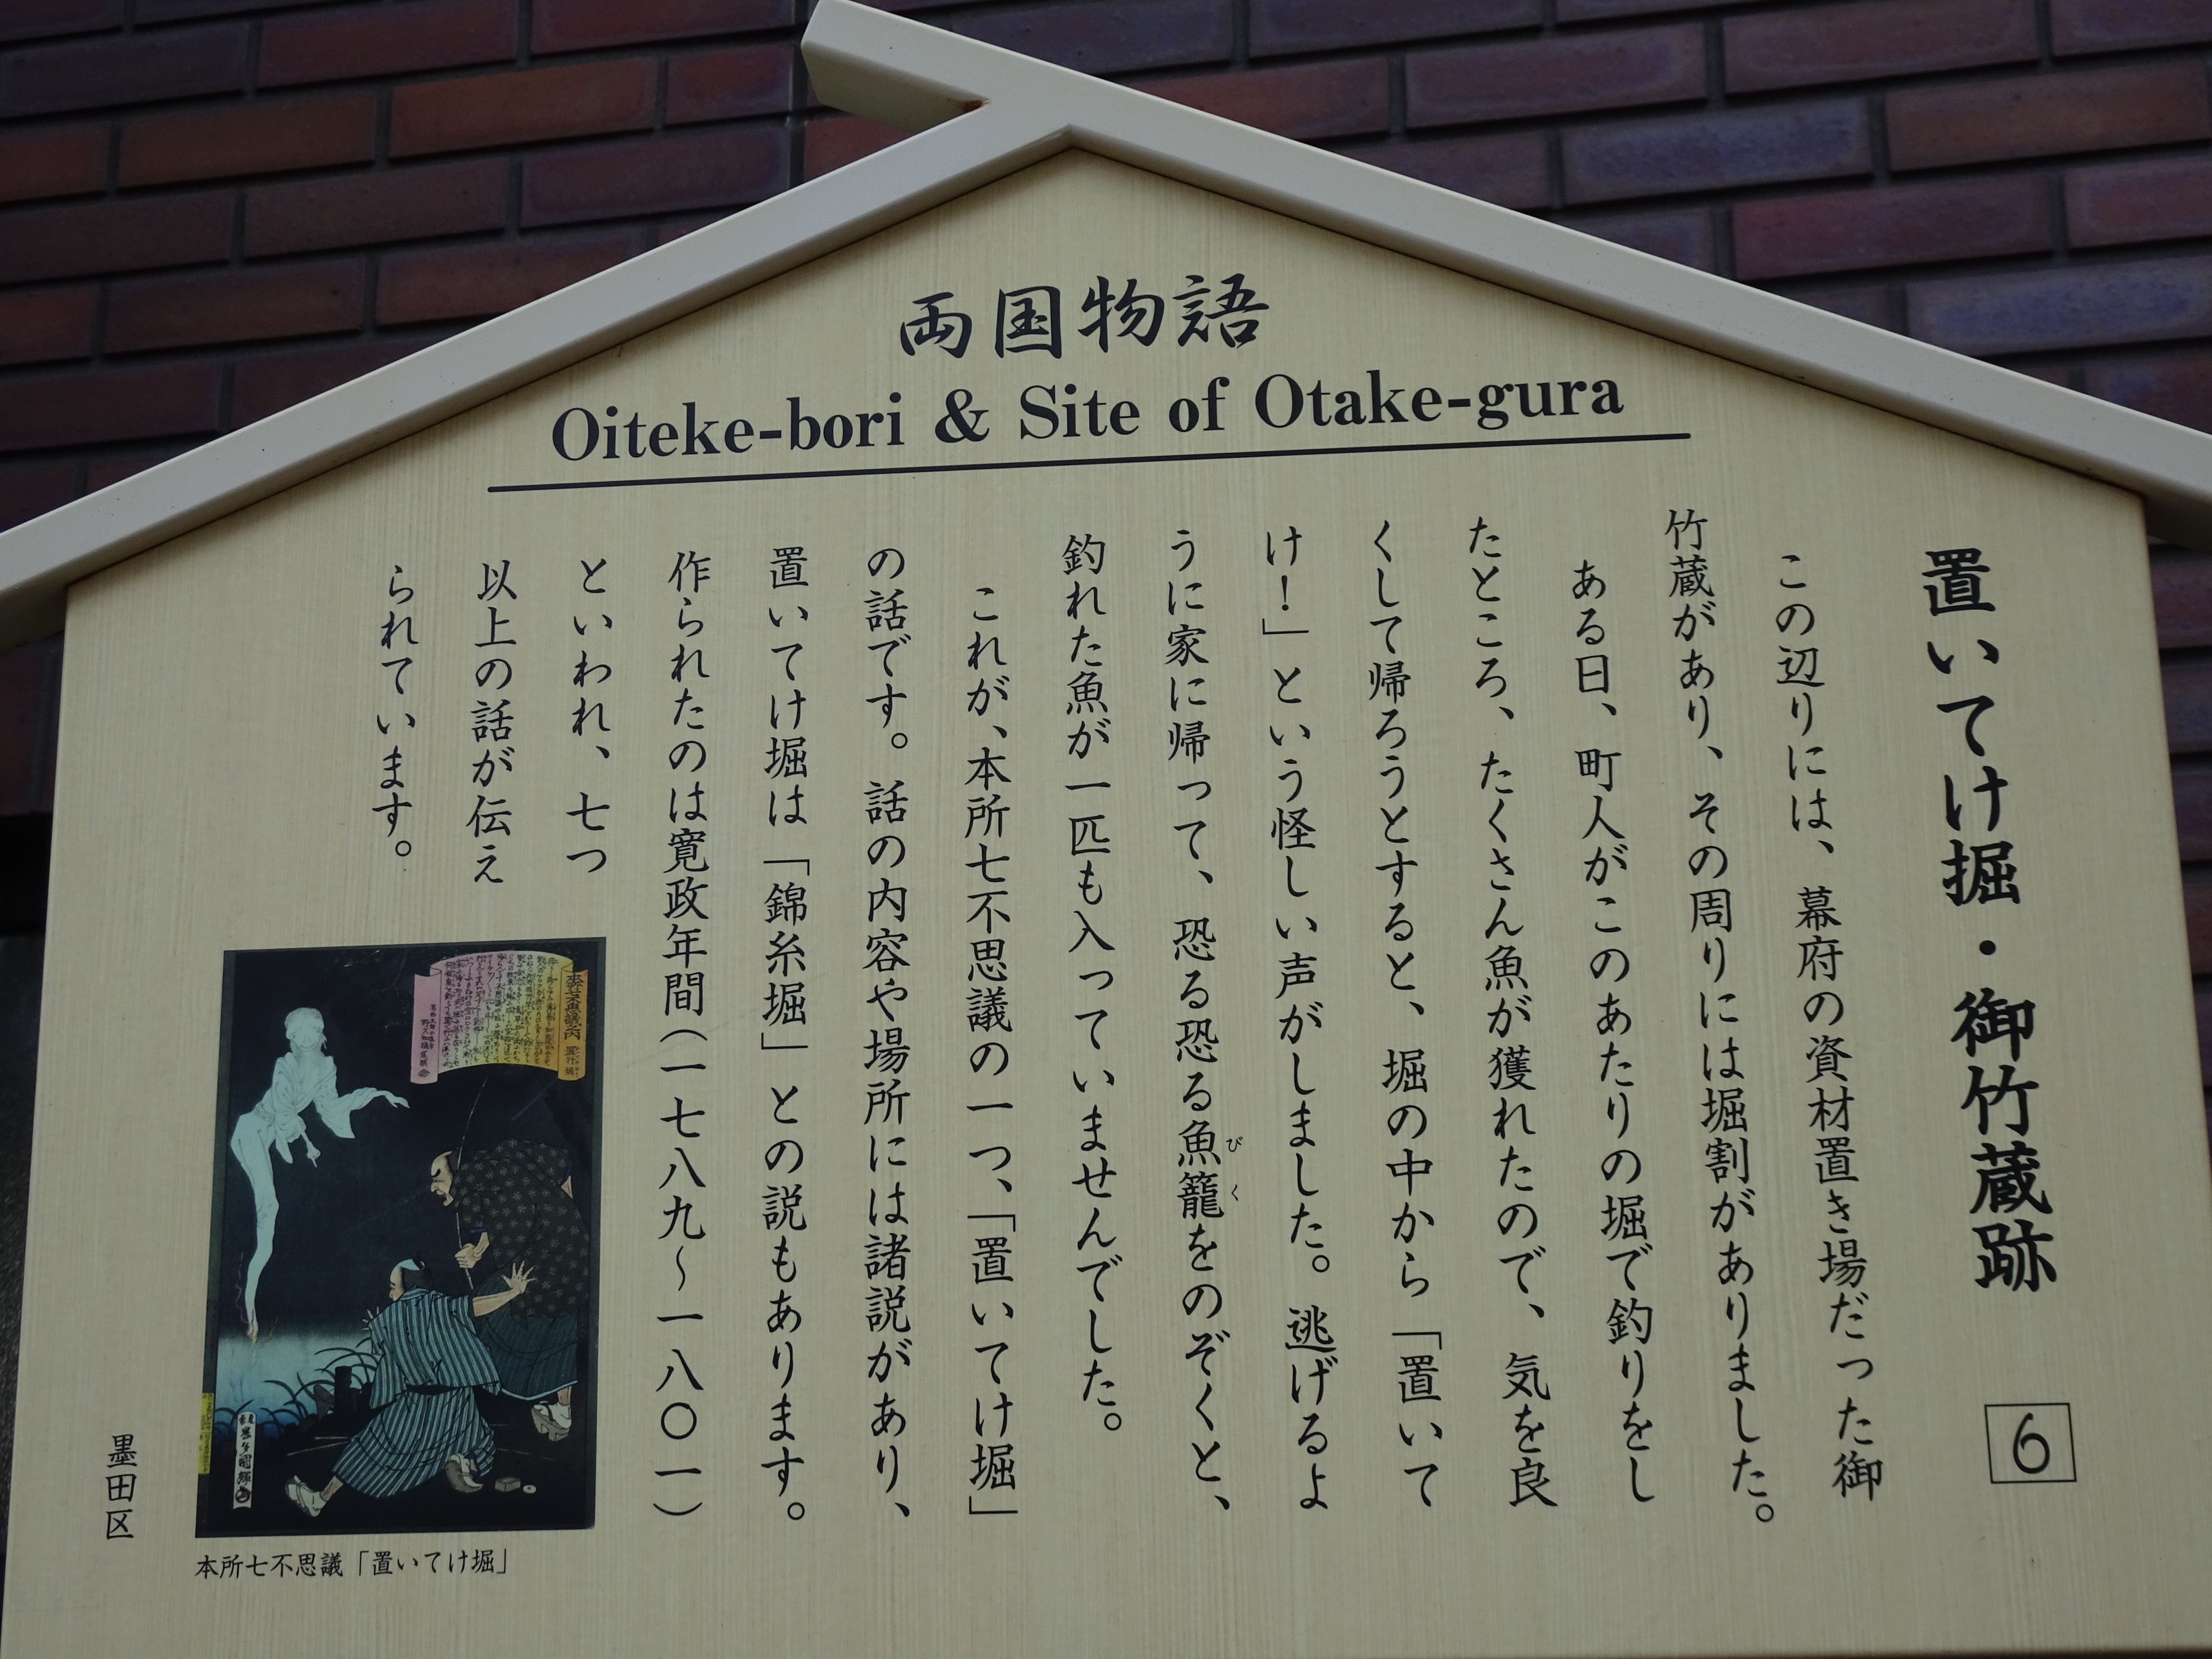 両国物語
Oiteke-bori & Site of Otake-gura
置いてけ堀・御竹蔵跡
6
この辺りには、幕府の資材置き場だった御
竹蔵があり、その周りには堀割がありました。
ある日、町人がこのあたりの堀で釣りをし
たところ、たくさん魚が獲れたので、気を良
くして帰ろうとすると、堀の中から「置いて
け！」という怪しい声がしました。逃げるよ
うに家に帰って、恐る恐る魚籠をのぞくと、
びく
釣れた魚が一匹も入っていませんでした。
これが、本所七不思議の一つ、「置いてけ堀」
の話です。話の内容や場所には諸説があり、
置いてけ堀は「錦糸堀」との説もあります。
作られたのは寛政年間（一七八九〜一八〇一）
といわれ、七つ
以上の話が伝え
られています。
本所七不思議「置いてけ堀」
墨田区